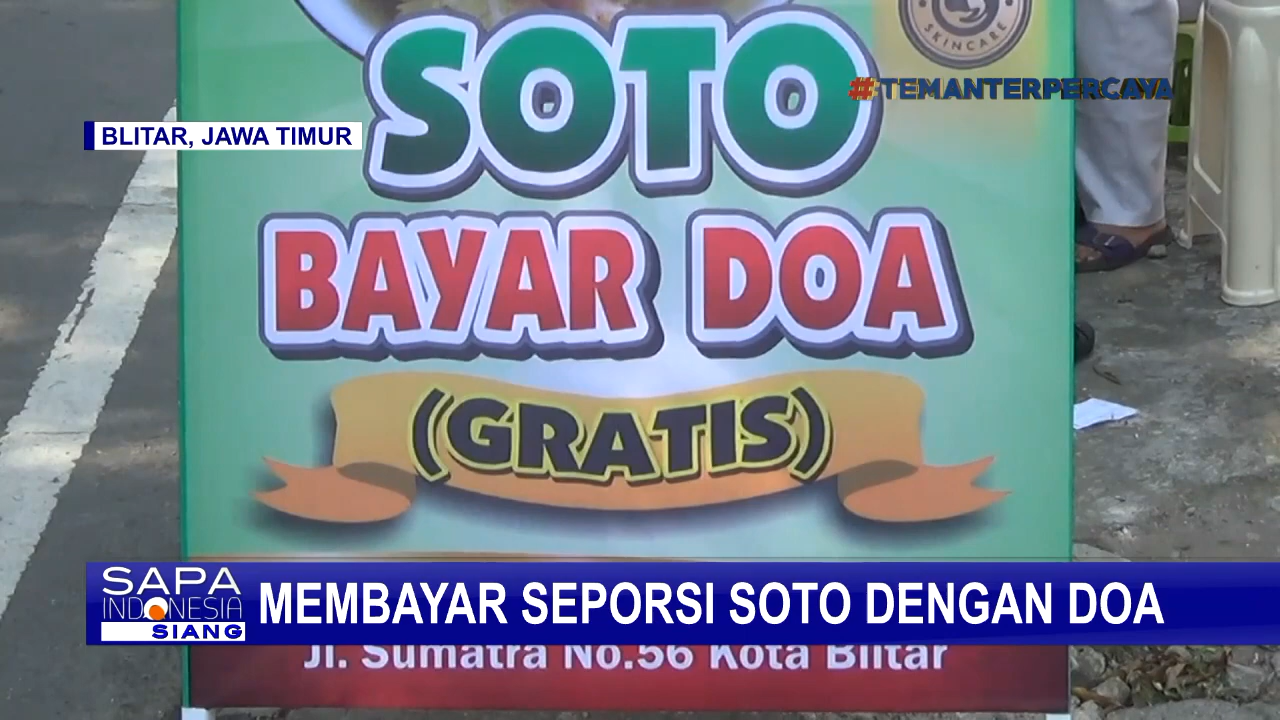 SKINCARE
SOTO
#TEMANTERPERCAYA
BLITAR, JAWA TIMUR
BAYAR DOA
(GRATIS)
SAPA
INDONESIA
SIANG
MEMBAYAR SEPORSI SOTO DENGAN DOA
Jl. Sumatra No.56 Kota Blitar